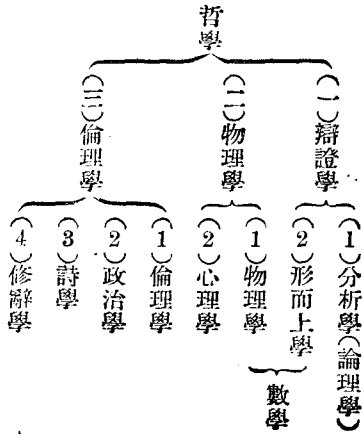 哲學
(一)辯證學
(二)物理學
(三)倫理學
(1)分析學(論理學)
(2)形而上學
(1)物理學
(2)心理學
(1)倫理學
(2)政治學
(3)詩學
(4)修辭學
數學